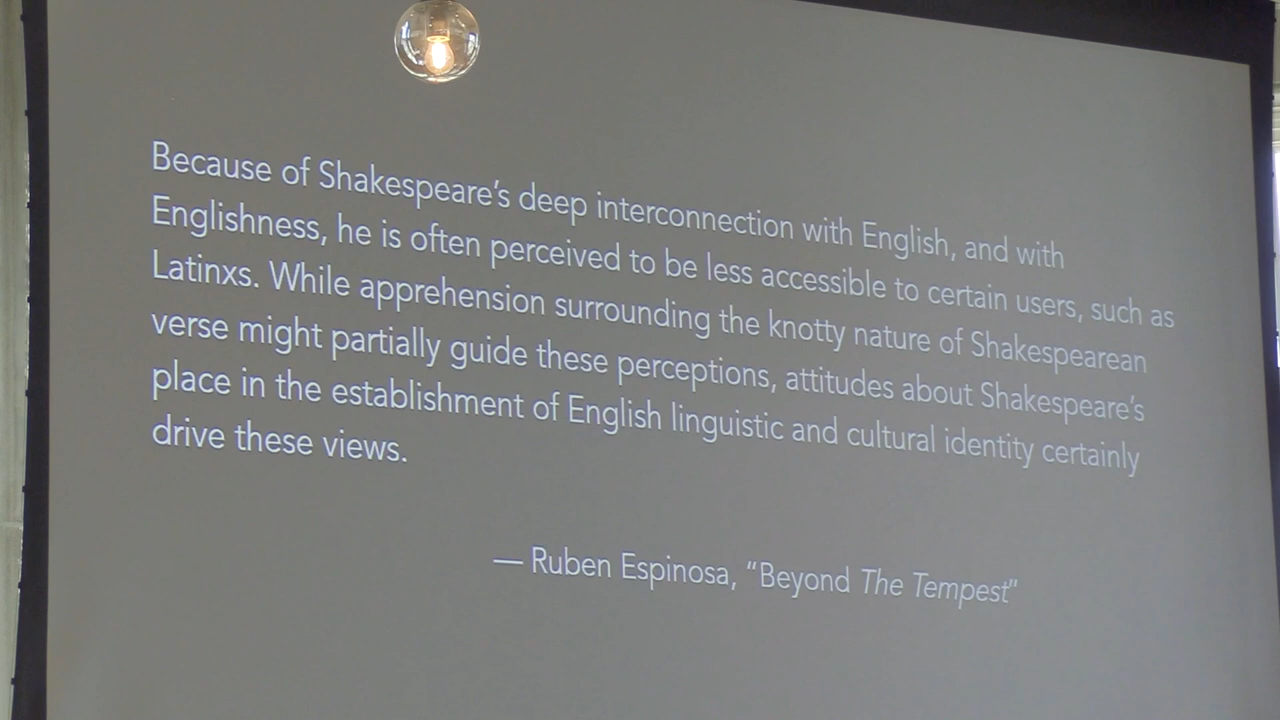 Because of Shakespeare's deep interconnection with English, and with
Englishness, he is often perceived to be less accessible to certain users, such as
Latinxs. While apprehension surrounding the knotty nature of Shakespearean
verse might partially guide these perceptions, attitudes about Shakespeare's
place in the establishment of English linguistic and cultural identity certainly
drive these views.
— Ruben Espinosa, “Beyond The Tempest”